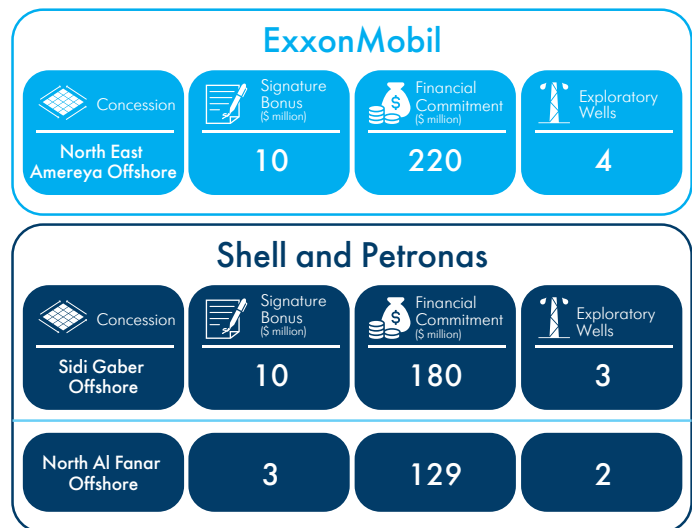 ExxonMobil
Concession
Signature
Bonus
($ million)
Financial
Commitment
($ million)
Exploratory
Wells
North East
Amereya Offshore
10
220
4
Shell and Petronas
Concession
Signature
Bonus
($ million)
Financial
Commitment
($ million)
Exploratory
Wells
Sidi Gaber
Offshore
10
180
3
North Al Fanar
Offshore
3
129
2